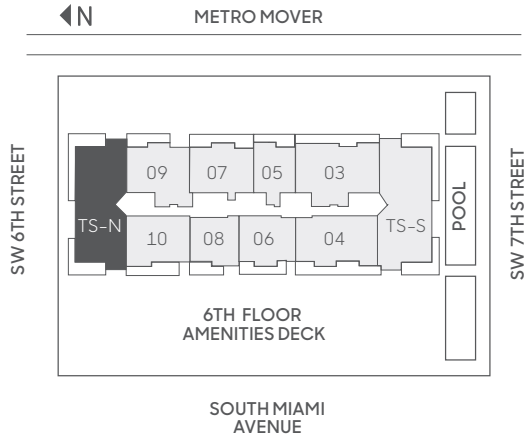 N
METRO MOVER
SW 6TH STREET
09
07
05
03
TS-N
TS-S
10
08
06
04
POOL
SW 7TH STREET
6TH FLOOR
AMENITIES DECK
SOUTH MIAMI
AVENUE